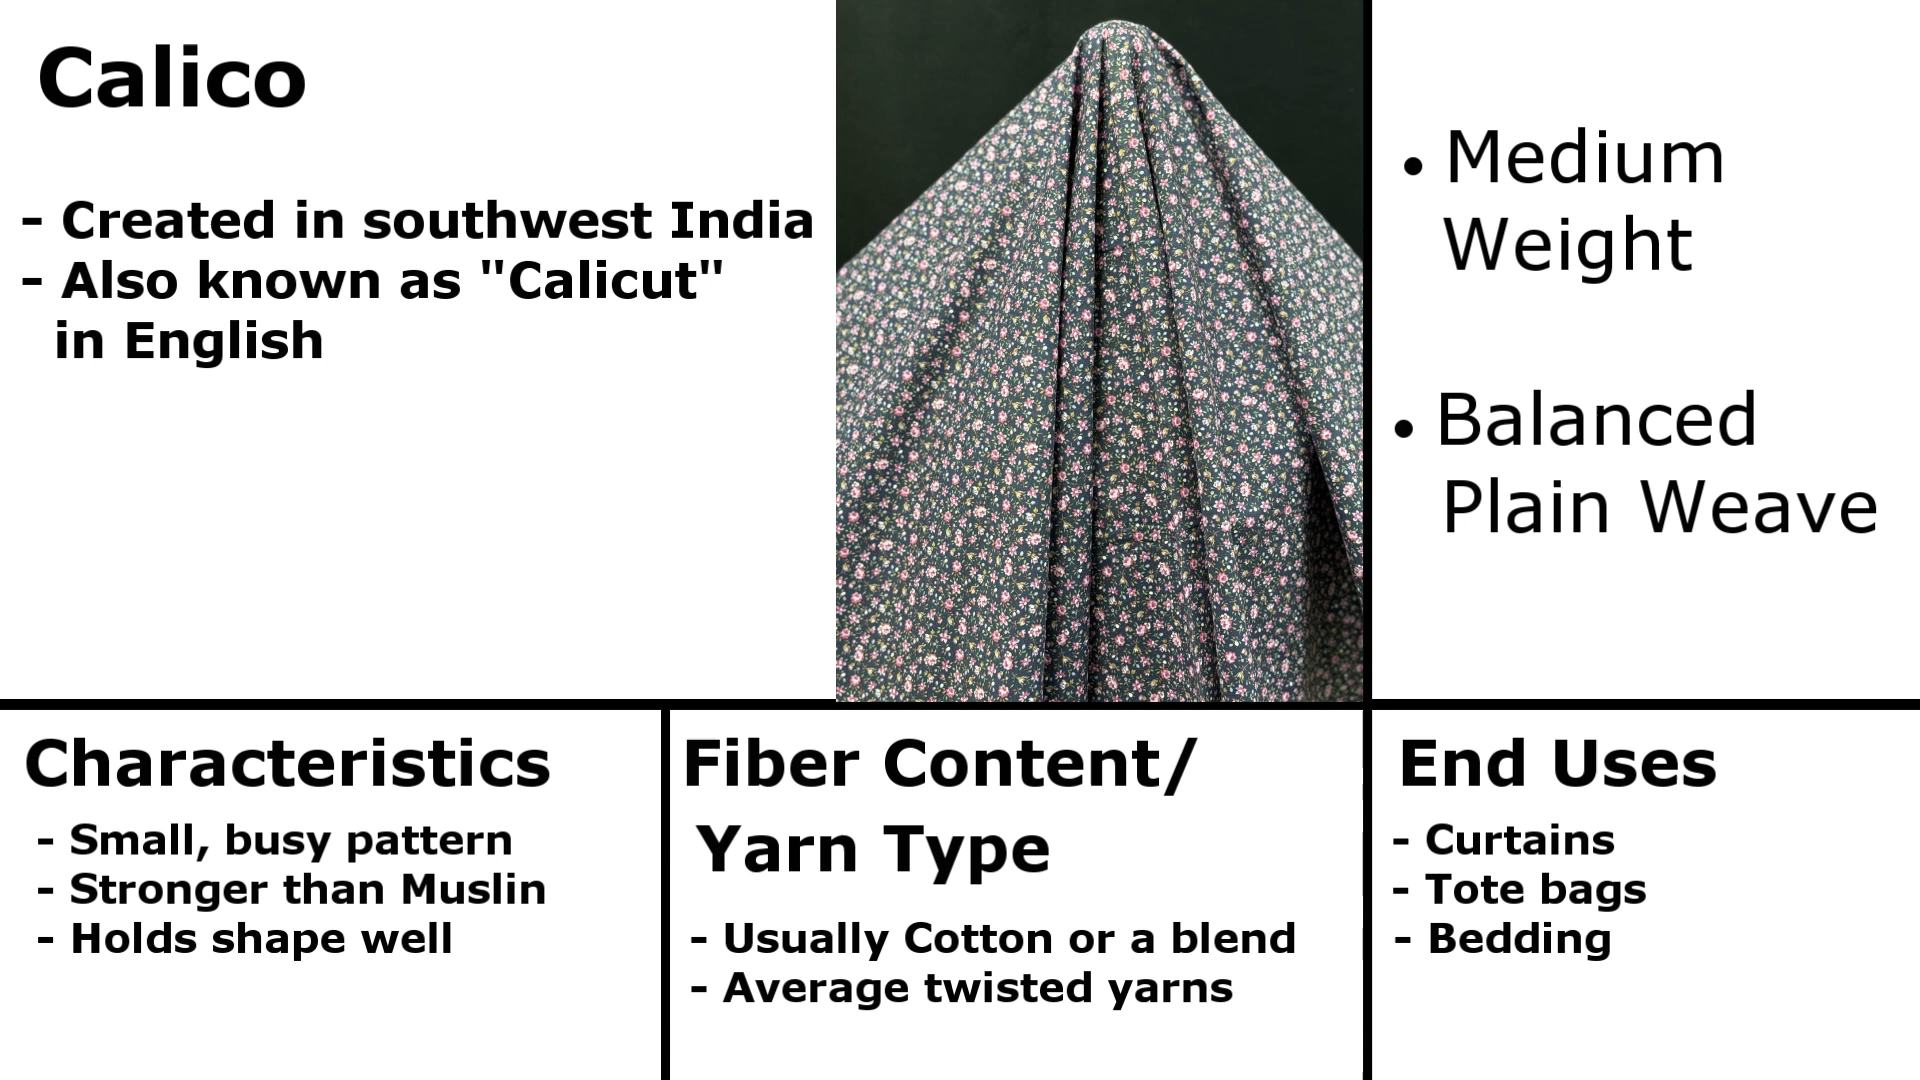 Calico
- Created in southwest India
- Also known as "Calicut"
in English
• Medium
Weight
• Balanced
Plain Weave
Characteristics
- Small, busy pattern
- Stronger than Muslin
- Holds shape well
Fiber Content/
Yarn Type
- Usually Cotton or a blend
- Average twisted yarns
End Uses
- Curtains
- Tote bags
- Bedding